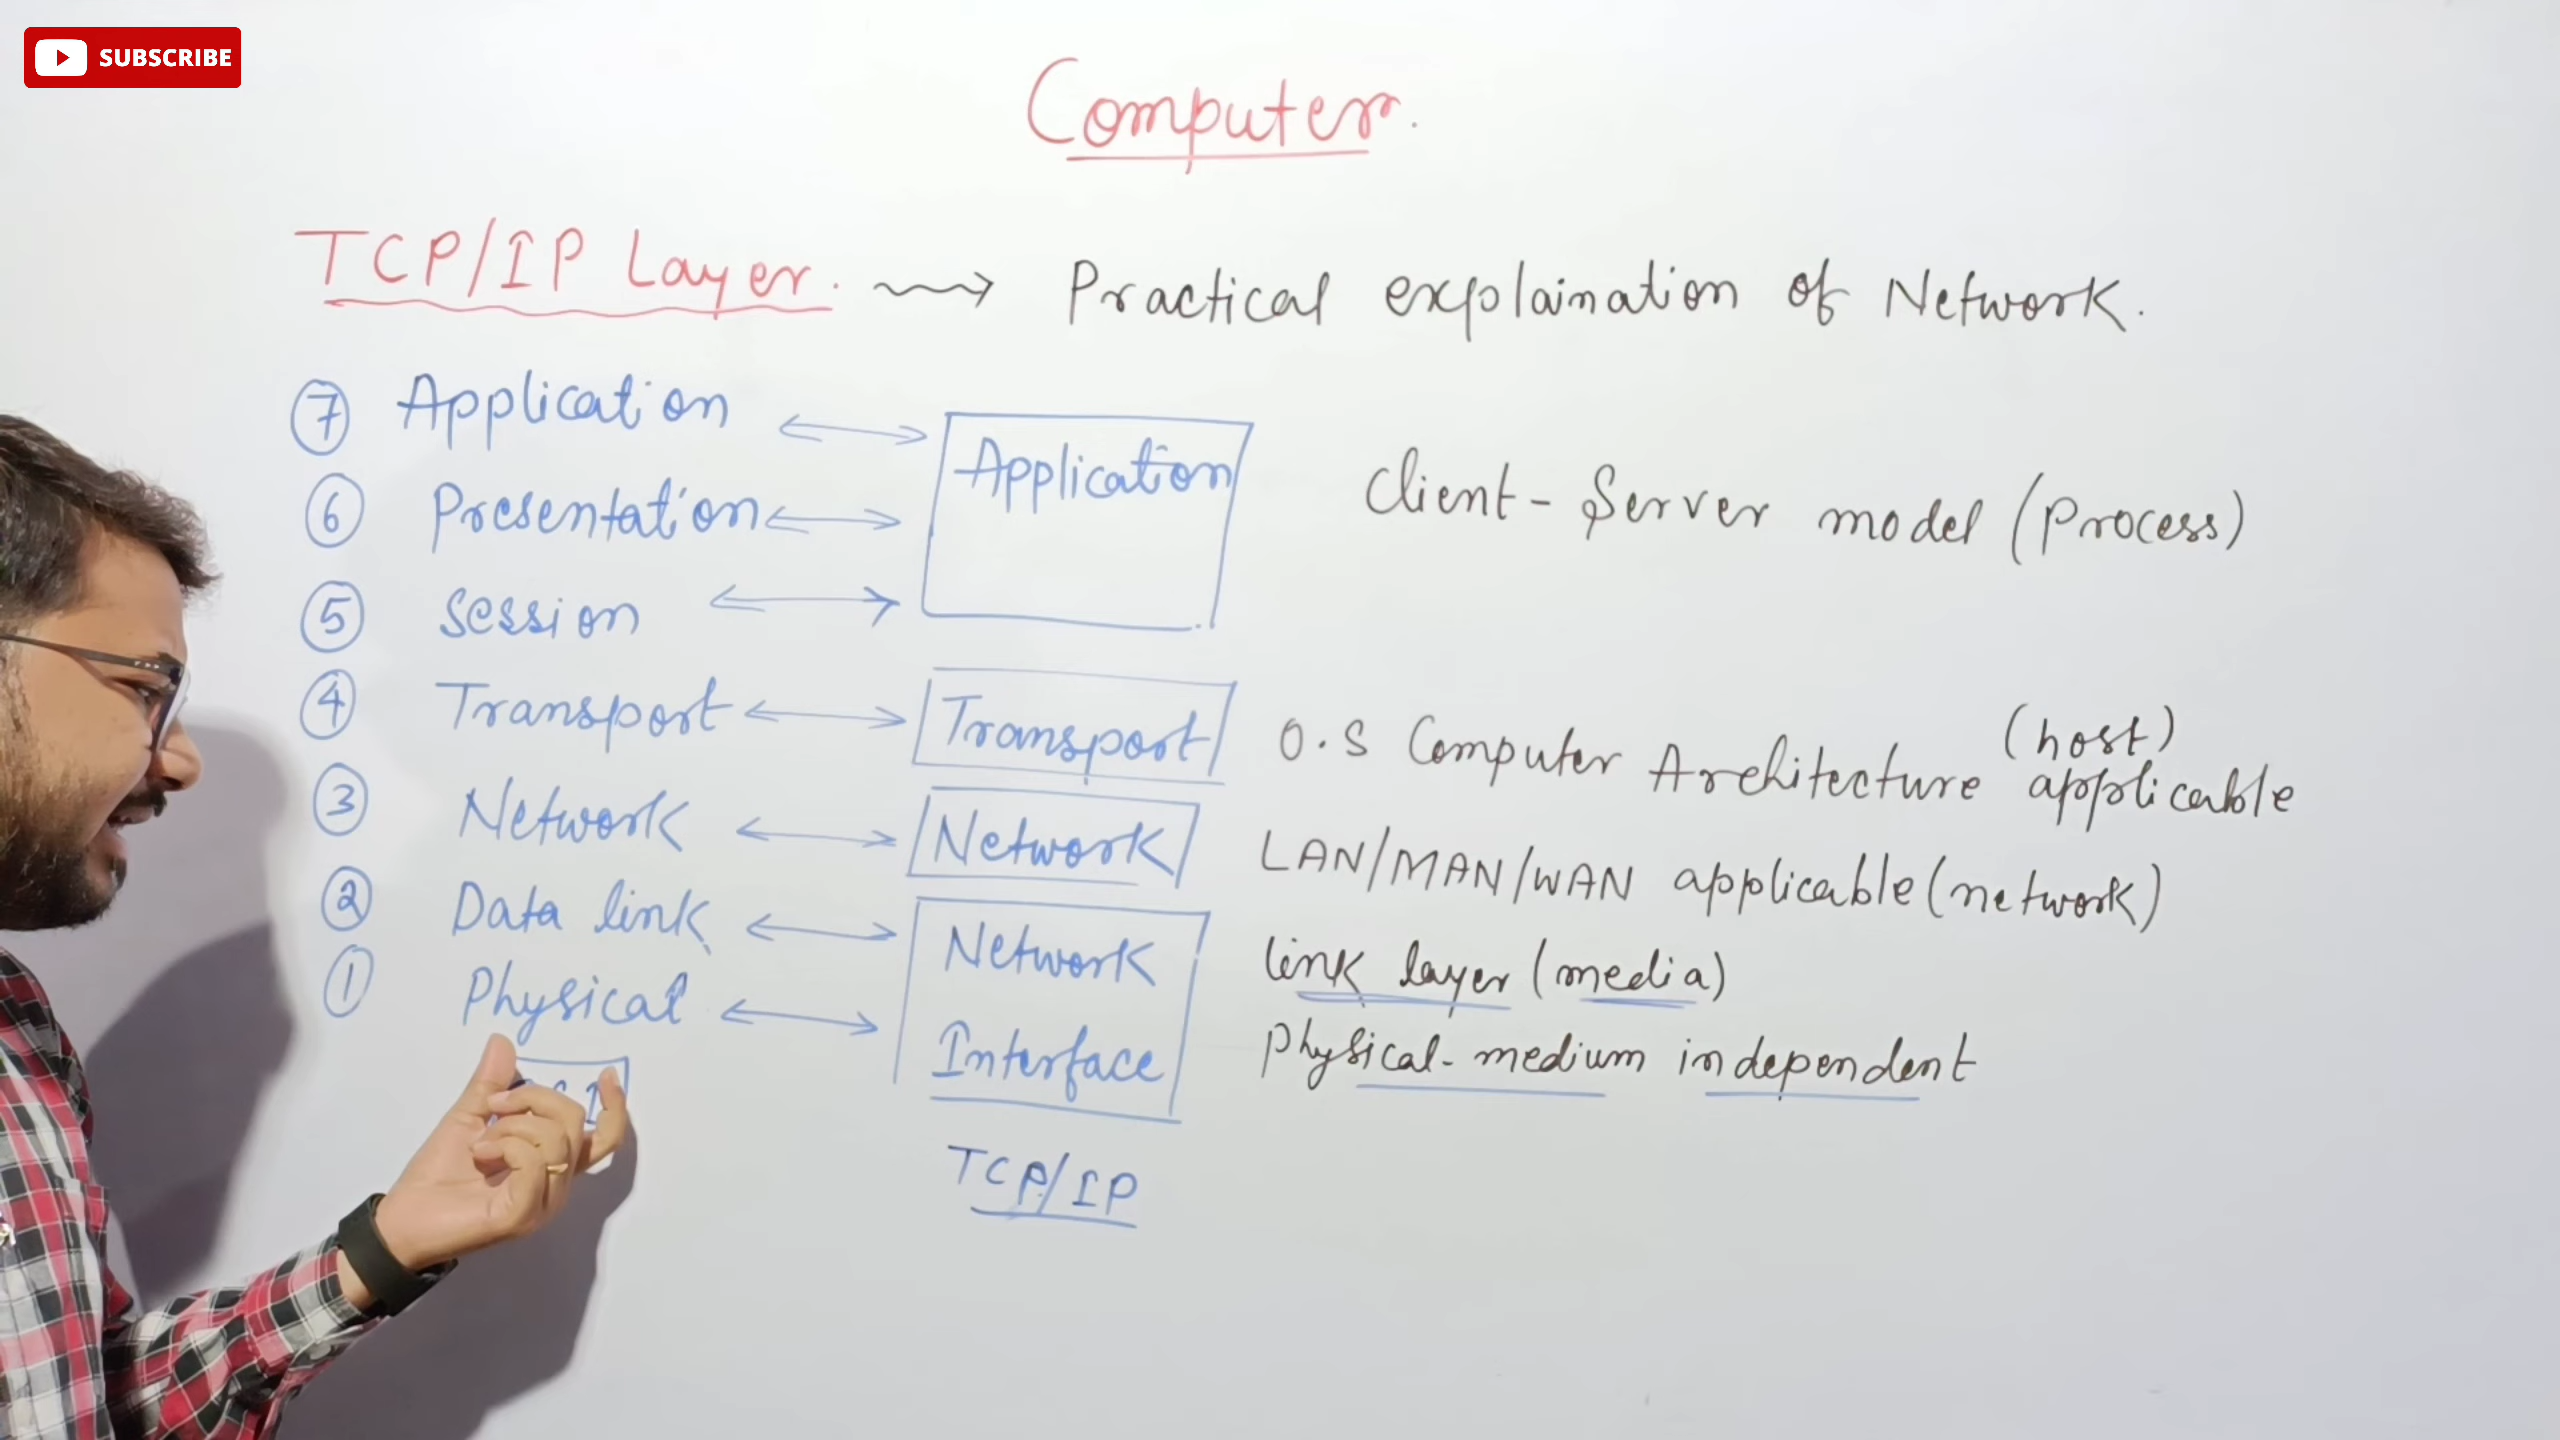 SUBSCRIBE
Computer.
TCP/IP Layer. Practical explaination of Network.
7 Application
6 Presentation
5 Session
4 Transport
3 Network
2 Data link
1 Physical
Application
Transport
Network
Network
Interface
TCP/IP
Client-Server model (Process)
O.S Computer Architecture (host) applicable
LAN/MAN/WAN applicable (network)
link layer (media)
Physical-medium independent